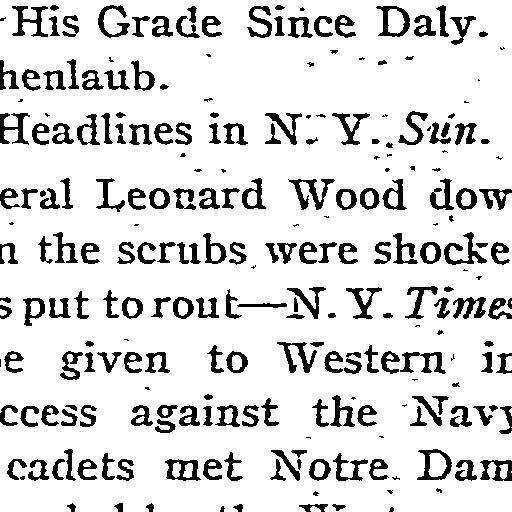 His Grade Since Daly.
henlaub.
Headlines in N. Y. Sun.
eral Leonard Wood dow
n the scrubs were shocke
s put to rout—N. Y. Times
e given to Western in
ccess against the Navy
cadets met Notre Dam